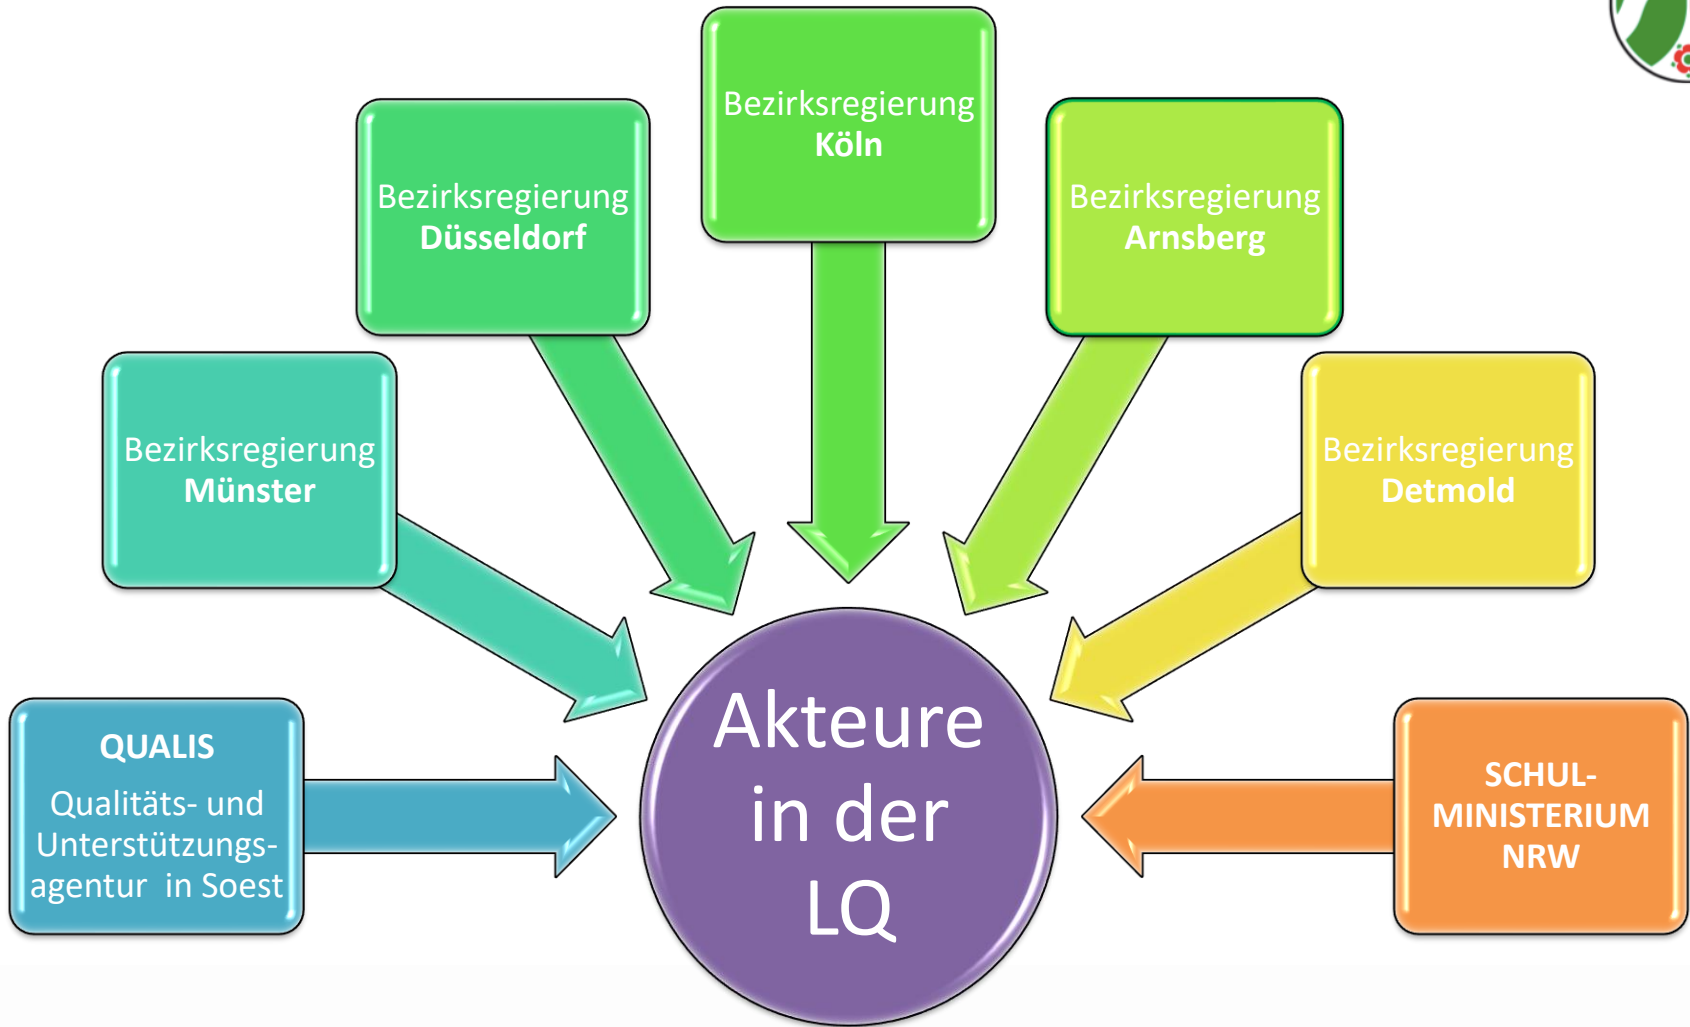 Bezirksregierung
Köln
Bezirksregierung
Düsseldorf
Bezirksregierung
Arnsberg
Bezirksregierung
Münster
Bezirksregierung
Detmold
QUALIS
Qualitäts- und
Unterstützungs-
agentur in Soest
Akteure
in der
LQ
SCHUL-
MINISTERIUM
NRW